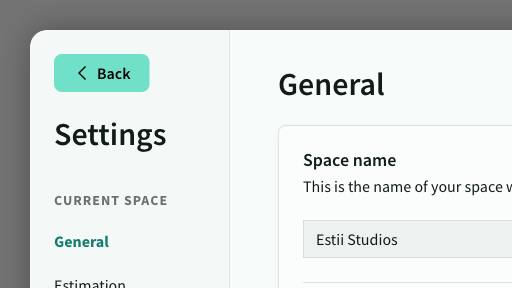 Back
Settings
CURRENT SPACE
General
Estimation
General
Space name
This is the name of your space
Estii Studios